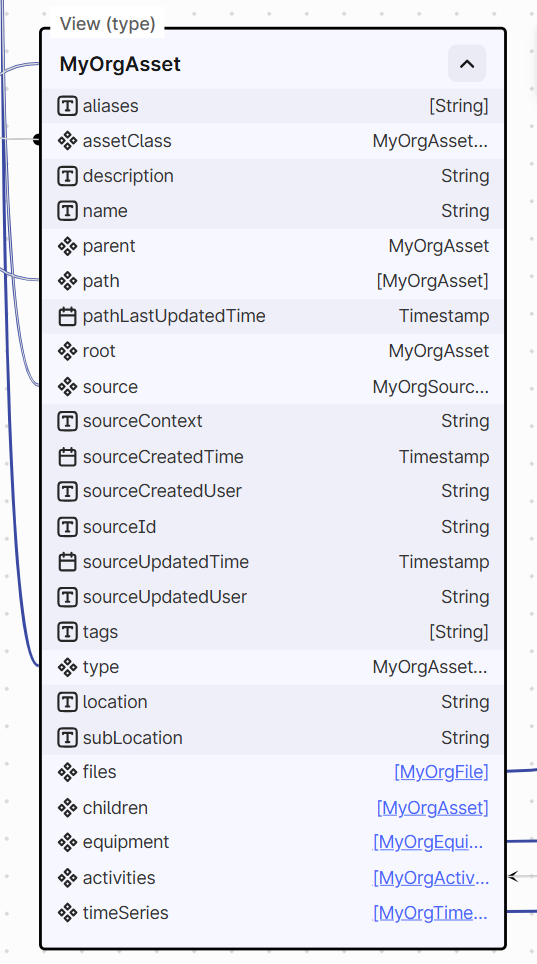 View (type)
MyOrgAsset
aliases [String]
assetClass MyOrgAsset...
description String
name String
parent MyOrgAsset
path [MyOrgAsset]
pathLastUpdatedTime Timestamp
root MyOrgAsset
source MyOrgSourc...
sourceContext String
sourceCreatedTime Timestamp
sourceCreatedUser String
sourceId String
sourceUpdatedTime Timestamp
sourceUpdatedUser String
tags [String]
type MyOrgAsset...
location String
subLocation String
files [MyOrgFile]
children [MyOrgAsset]
equipment [MyOrgEqui...
activities [MyOrgActiv...
timeSeries [MyOrgTime...